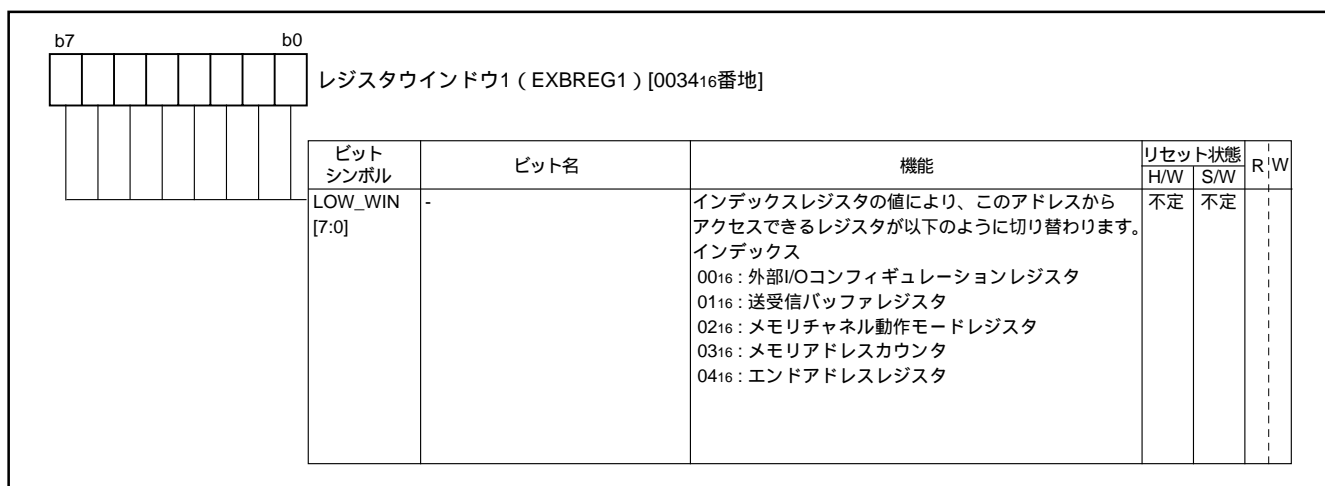 b7 b0
レジスタウインドウ1（EXBREG1）[003416番地]
ビット
シンボル
ビット名
機能
リセット状態
H/W S/W
R W
LOW_WIN
[7:0]
-
インデックスレジスタの値により、このアドレスから
アクセスできるレジスタが以下のように切り替わります。
インデックス
0016 : 外部I/Oコンフィギュレーションレジスタ
0116 : 送受信バッファレジスタ
0216 : メモリチャネル動作モードレジスタ
0316 : メモリアドレスカウンタ
0416 : エンドアドレスレジスタ
不定 不定